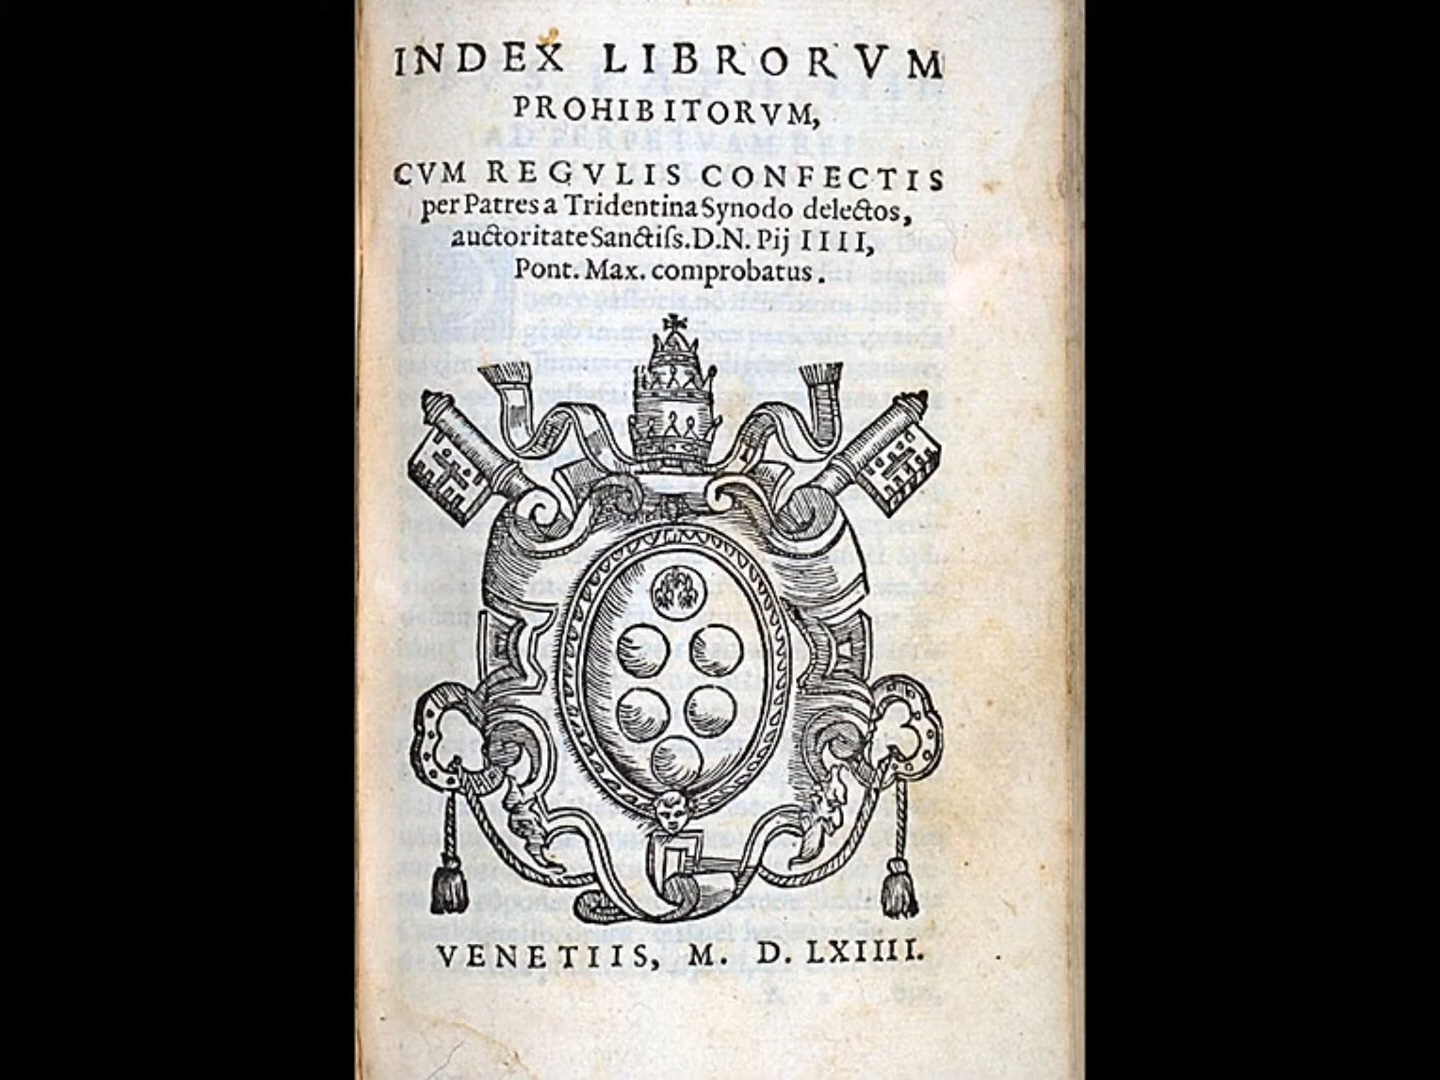 INDEX LIBRORVM
PROHIBITORVM,
CVM REGVLIS CONFECTIS
per Patres a Tridentina Synodo delectos,
auctoritate Sanctiſs. D. N. Pij IIII,
Pont. Max. comprobatus.
VENETIIS, M. D. LXIIII.